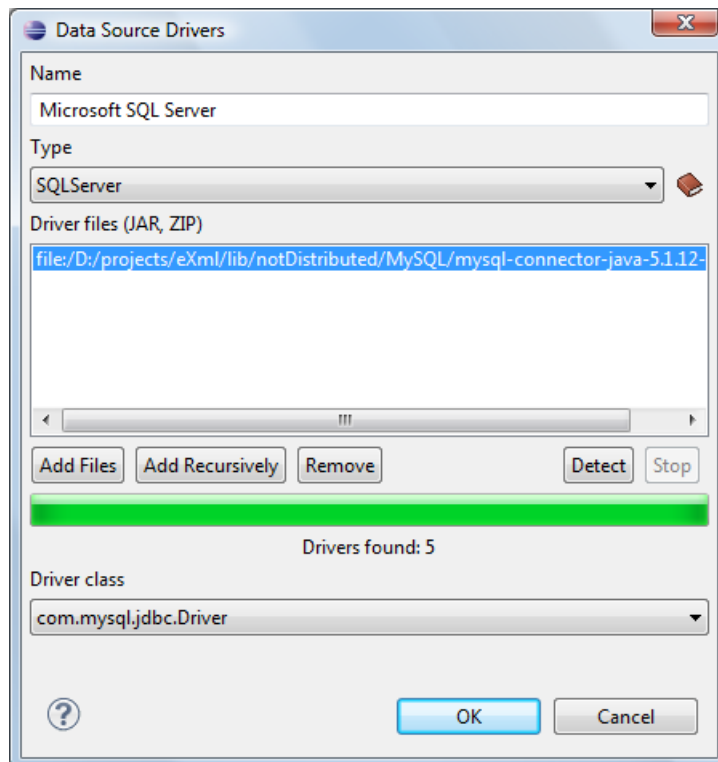 Data Source Drivers
Name
Microsoft SQL Server
Type
SQLServer
Driver files (JAR, ZIP)
file:/D:/projects/eXml/lib/notDistributed/MySQL/mysql-connector-java-5.1.12-
Add Files Add Recursively Remove Detect Stop
Drivers found: 5
Driver class
com.mysql.jdbc.Driver
? OK Cancel